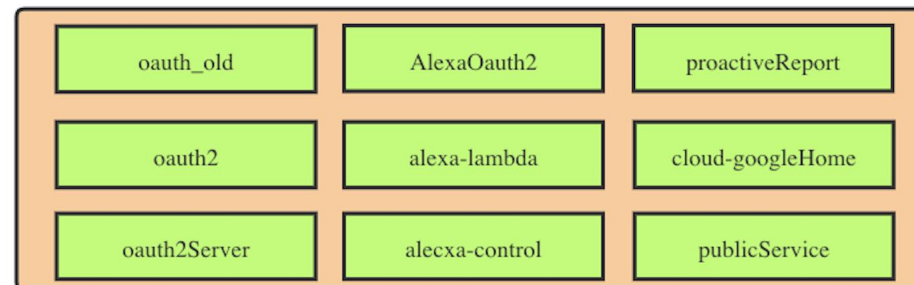 oauth_old
AlexaOauth2
proactiveReport
oauth2
alexa-lambda
cloud-googleHome
oauth2Server
alecxa-control
publicService